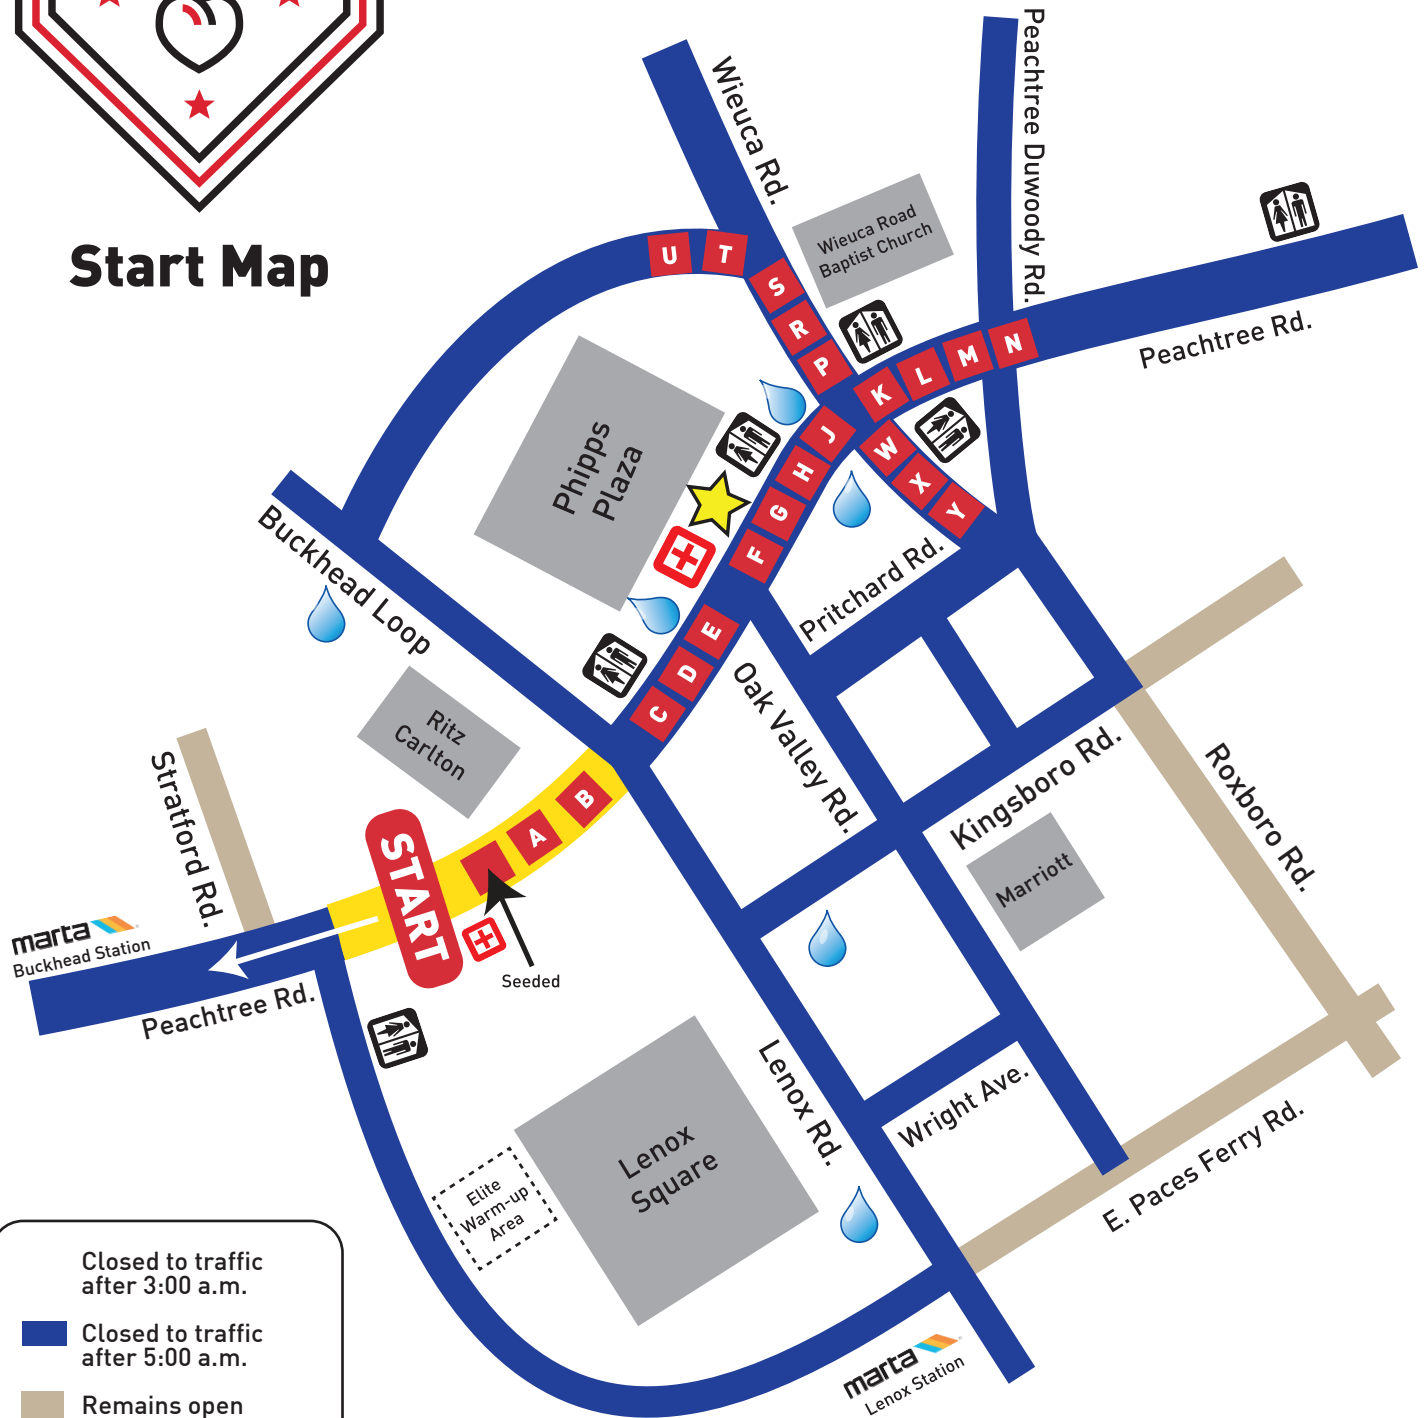 Start Map
Wieuca Rd.
Peachtree Duwoody Rd.
Wieuca Road
Baptist Church
Peachtree Rd.
U
T
S
R
P
K
L
M
N
J
H
G
F
W
X
Y
E
D
C
B
A
Phipps
Plaza
Buckhead Loop
Pritchard Rd.
Oak Valley Rd.
Ritz
Carlton
Stratford Rd.
START
Kingsboro Rd.
Roxboro Rd.
Marriott
marta
Buckhead Station
Peachtree Rd.
Seeded
Lenox Rd.
Wright Ave.
E. Paces Ferry Rd.
Lenox
Square
Elite
Warm-up
Area
marta
Lenox Station
Closed to traffic
after 3:00 a.m.
Closed to traffic
after 5:00 a.m.
Remains open